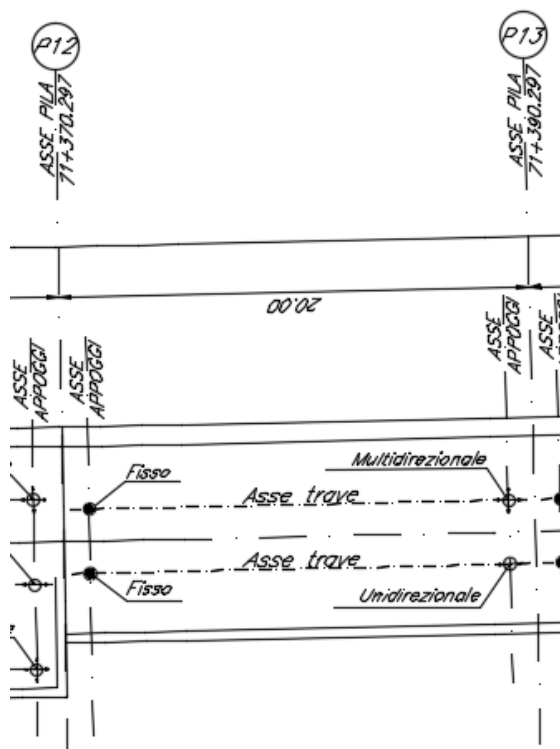 P12
P13
ASSE PILA
71+370.297
ASSE PILA
71+390.297
20.00
ASSE
APPOGGI
ASSE
APPOGGI
ASSE
APPOGGI
ASSE
Fisso
Multidirezionale
Asse trave
Asse trave
Fisso
Unidirezionale